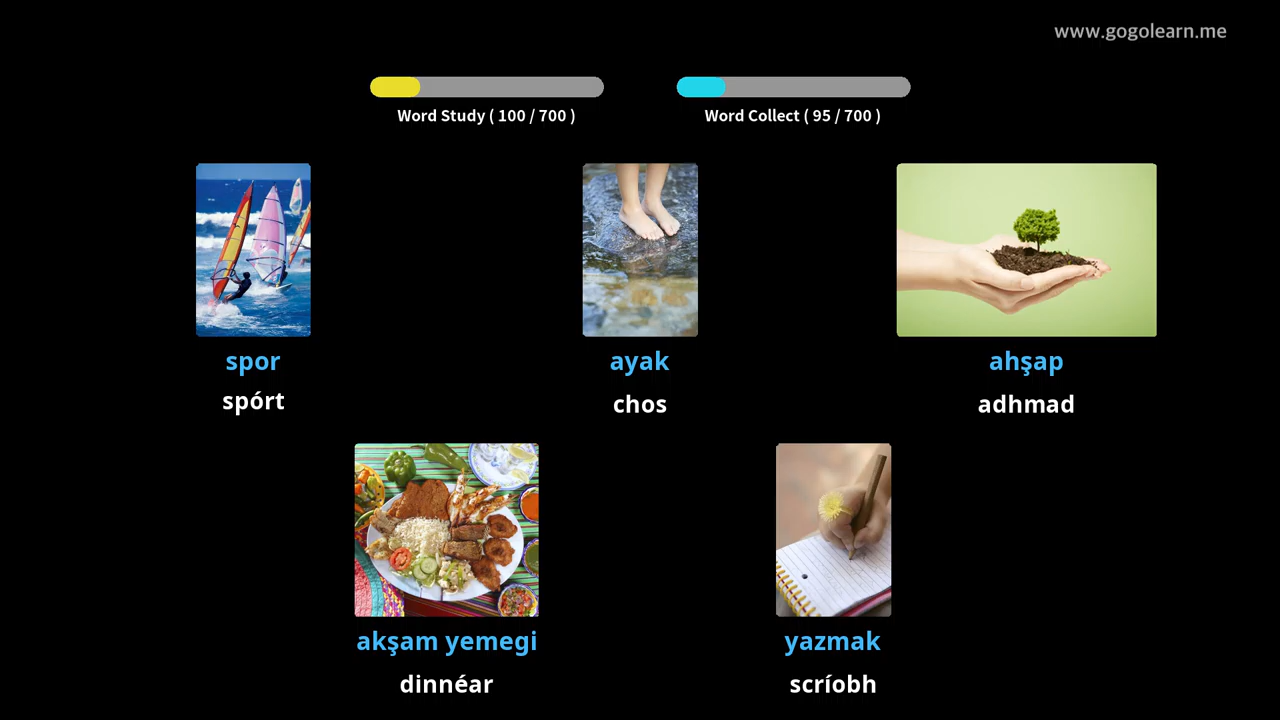 www.gogolearn.me
Word Study ( 100 / 700 )
Word Collect ( 95 / 700 )
spor
spórt
ayak
chos
ahşap
adhmad
akşam yemegi
dinnéar
yazmak
scríobh